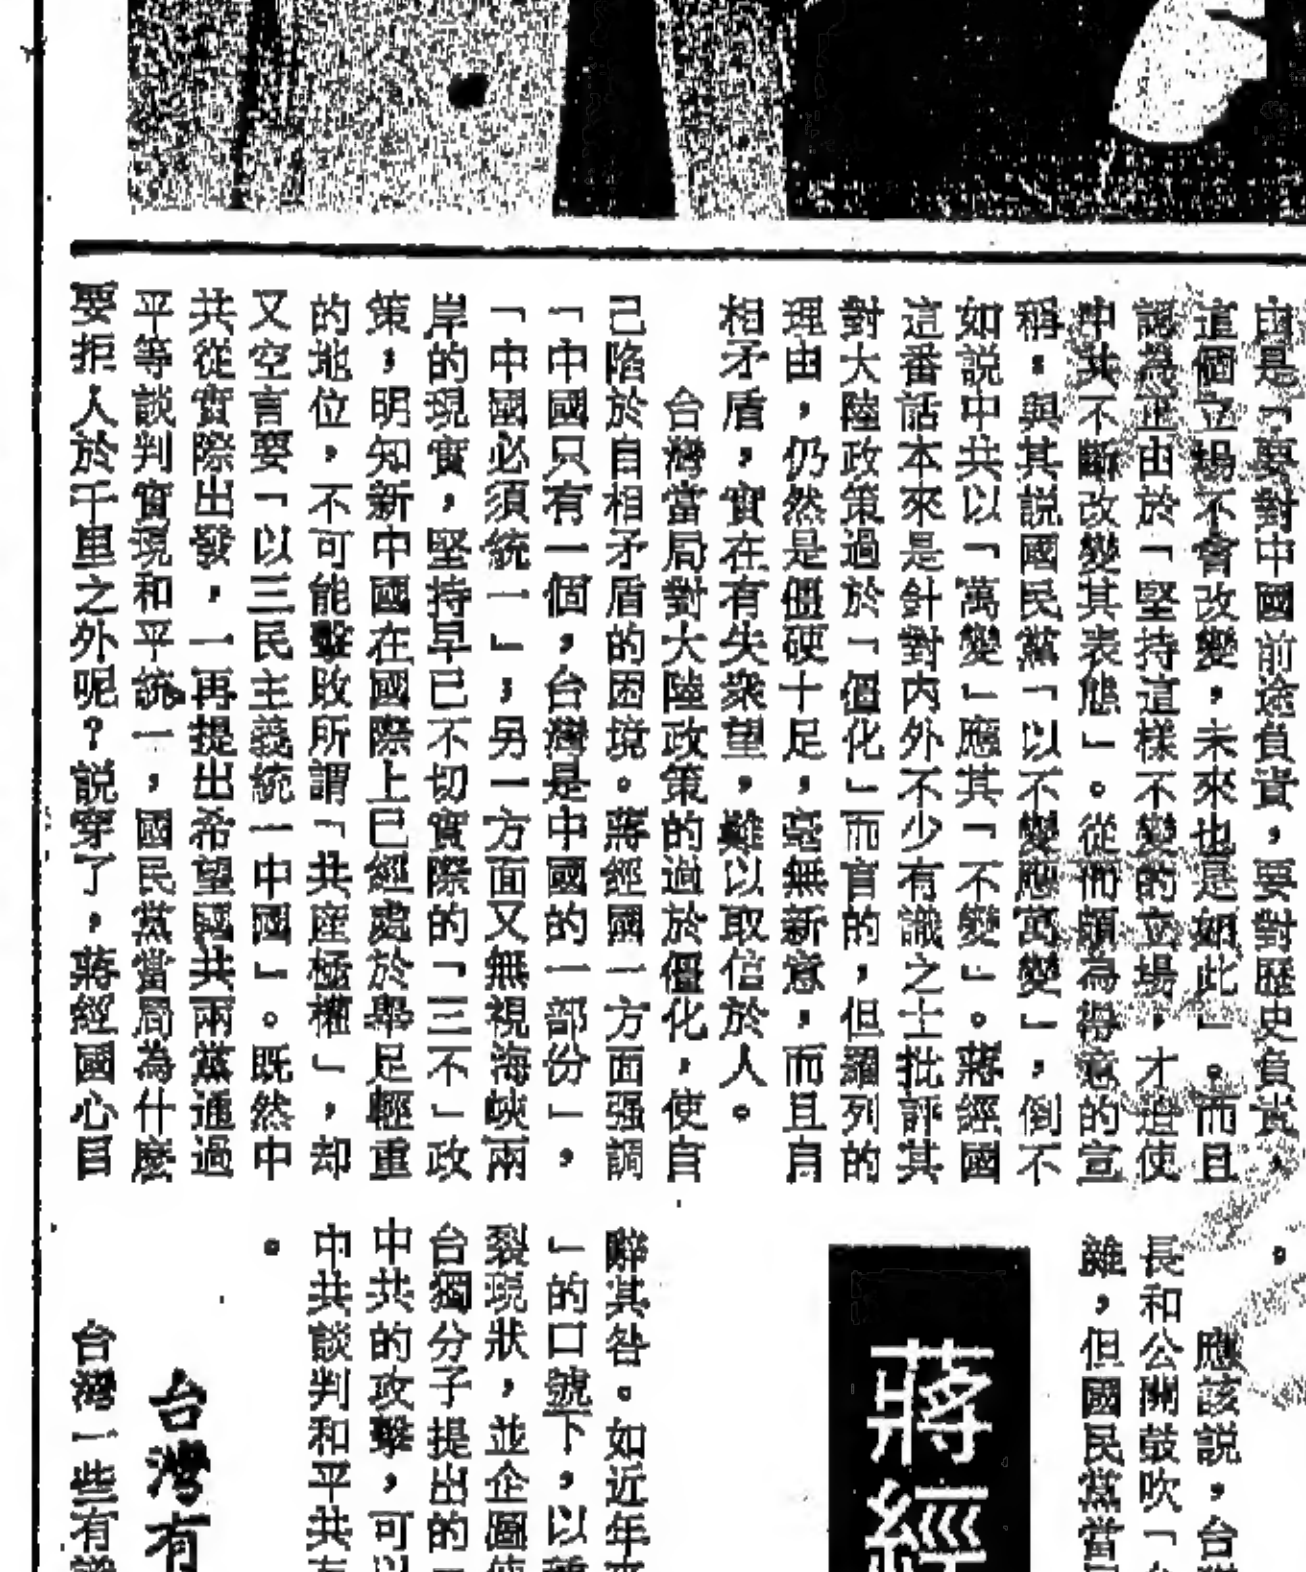 由是「要對中國前途負責，要對歷史負責，
這個立場不會改變，未來也是如此」。而且
認為正由於「堅持這樣不變的立場，才迫使
中共不斷改變其表態」。從而頗為得意的宣
稱：與其説國民黨「以不變應萬變」，倒不
如説中共以「萬變」應其「不變」。蔣經國
這番話本來是針對内外不少有識之士批評其
對大陸政策過於「僵化」而言的，但羅列的
理由，仍然是僵硬十足，毫無新意，而且自
相矛盾，實在有失衆望，難以取信於人。
台灣當局對大陸政策的過於僵化，使自
己陷於自相矛盾的困境。蔣經國一方面强調
「中國只有一個，台灣是中國的一部份」，
「中國必須統一」；另一方面又無視海峽兩
岸的現實，堅持早已不切實際的「三不」政
策，明知新中國在國際上已經處於舉足輕重
的地位，不可能擊敗所謂「共産極權」，却
又空言要「以三民主義統一中國」。既然中
共從實際出發，一再提出希望國共兩黨通過
平等談判實現和平統一，國民黨當局為什麼
要拒人於千里之外呢？説穿了，蔣經國心目
。
應該説，台灣
長和公開鼓吹「
雖，但國民黨當
蔣經
辭其咎。如近年
」的口號下，以
裂現狀，並企圖
台獨分子提出的「
中共的攻擊，可以
中共談判和平共
。
台灣有
台灣一些有識